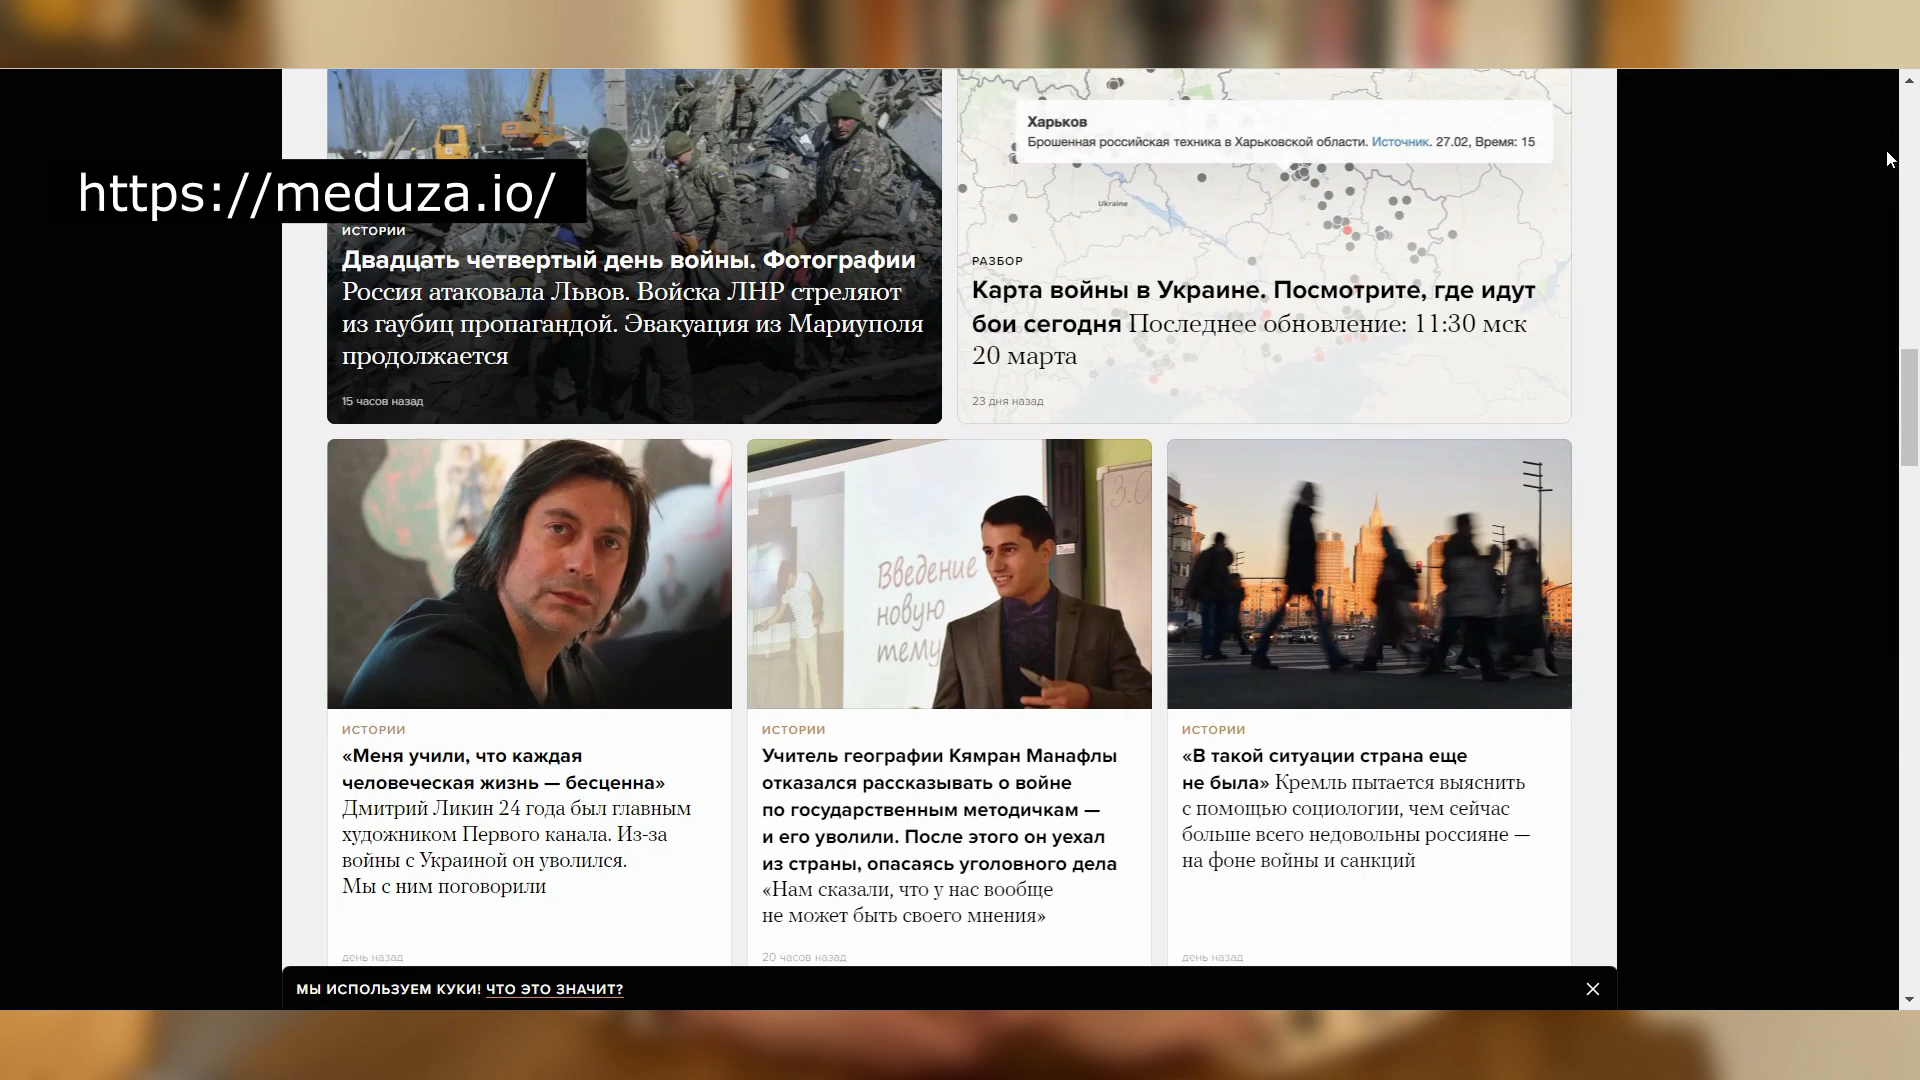 Харьков
Брошенная российская техника в Харьковской области. Источник. 27.02, Время: 15
https://meduza.io/
Ukraine
ИСТОРИИ
Двадцать четвертый день войны. Фотографии
Россия атаковала Львов. Войска ЛНР стреляют
из гаубиц пропагандой. Эвакуация из Мариуполя
продолжается
15 часов назад
РАЗБОР
Карта войны в Украине. Посмотрите, где идут
бои сегодня Последнее обновление: 11:30 мск
20 марта
23 дня назад
3.0
Введение
новую
тему
ИСТОРИИ
«Меня учили, что каждая
человеческая жизнь — бесценна»
Дмитрий Ликин 24 года был главным
художником Первого канала. Из-за
войны с Украиной он уволился.
Мы с ним поговорили
день назад
ИСТОРИИ
Учитель географии Кямран Манафлы
отказался рассказывать о войне
по государственным методичкам —
и его уволили. После этого он уехал
из страны, опасаясь уголовного дела
«Нам сказали, что у нас вообще
не может быть своего мнения»
20 часов назад
ИСТОРИИ
«В такой ситуации страна еще
не была» Кремль пытается выяснить
с помощью социологии, чем сейчас
больше всего недовольны россияне —
на фоне войны и санкций
день назад
МЫ ИСПОЛЬЗУЕМ КУКИ! ЧТО ЭТО ЗНАЧИТ?